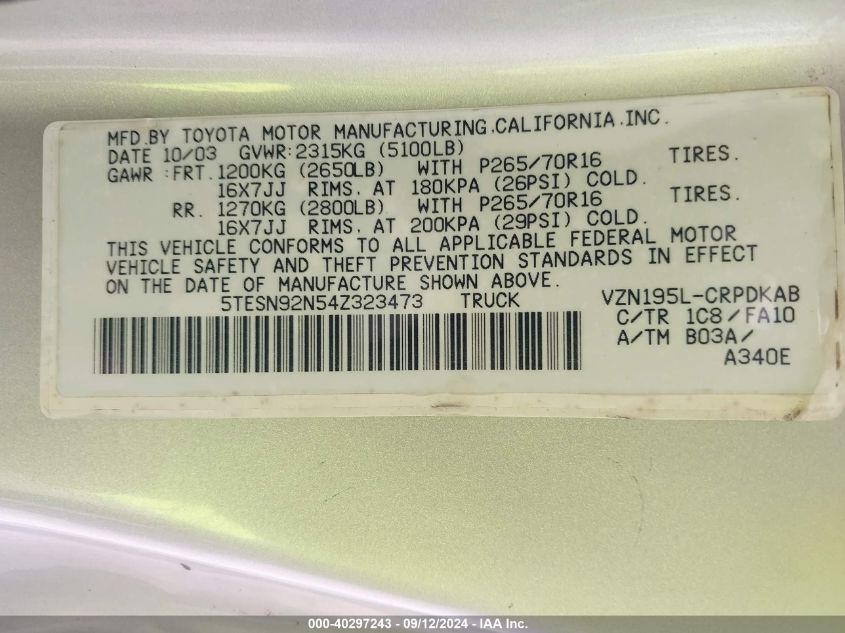 MFD.BY TOYOTA MOTOR MANUFACTURING.CALIFORNIA.INC.
DATE 10/03 GVWR:2315KG (5100LB)
GAWR :FRT.1200KG (2650LB) WITH P265/70R16 TIRES.
16X7JJ RIMS. AT 180KPA (26PSI) COLD.
RR. 1270KG (2800LB) WITH P265/70R16 TIRES.
16X7JJ RIMS. AT 200KPA (29PSI) COLD.
THIS VEHICLE CONFORMS TO ALL APPLICABLE FEDERAL MOTOR
VEHICLE SAFETY AND THEFT PREVENTION STANDARDS IN EFFECT
ON THE DATE OF MANUFACTURE SHOWN ABOVE.
5TESN92N54Z323473 TRUCK VZN195L-CRPDKAB
C/TR 1C8/FA10
A/TM B03A/
A340E
000-40297243 - 09/12/2024 - IAA Inc.